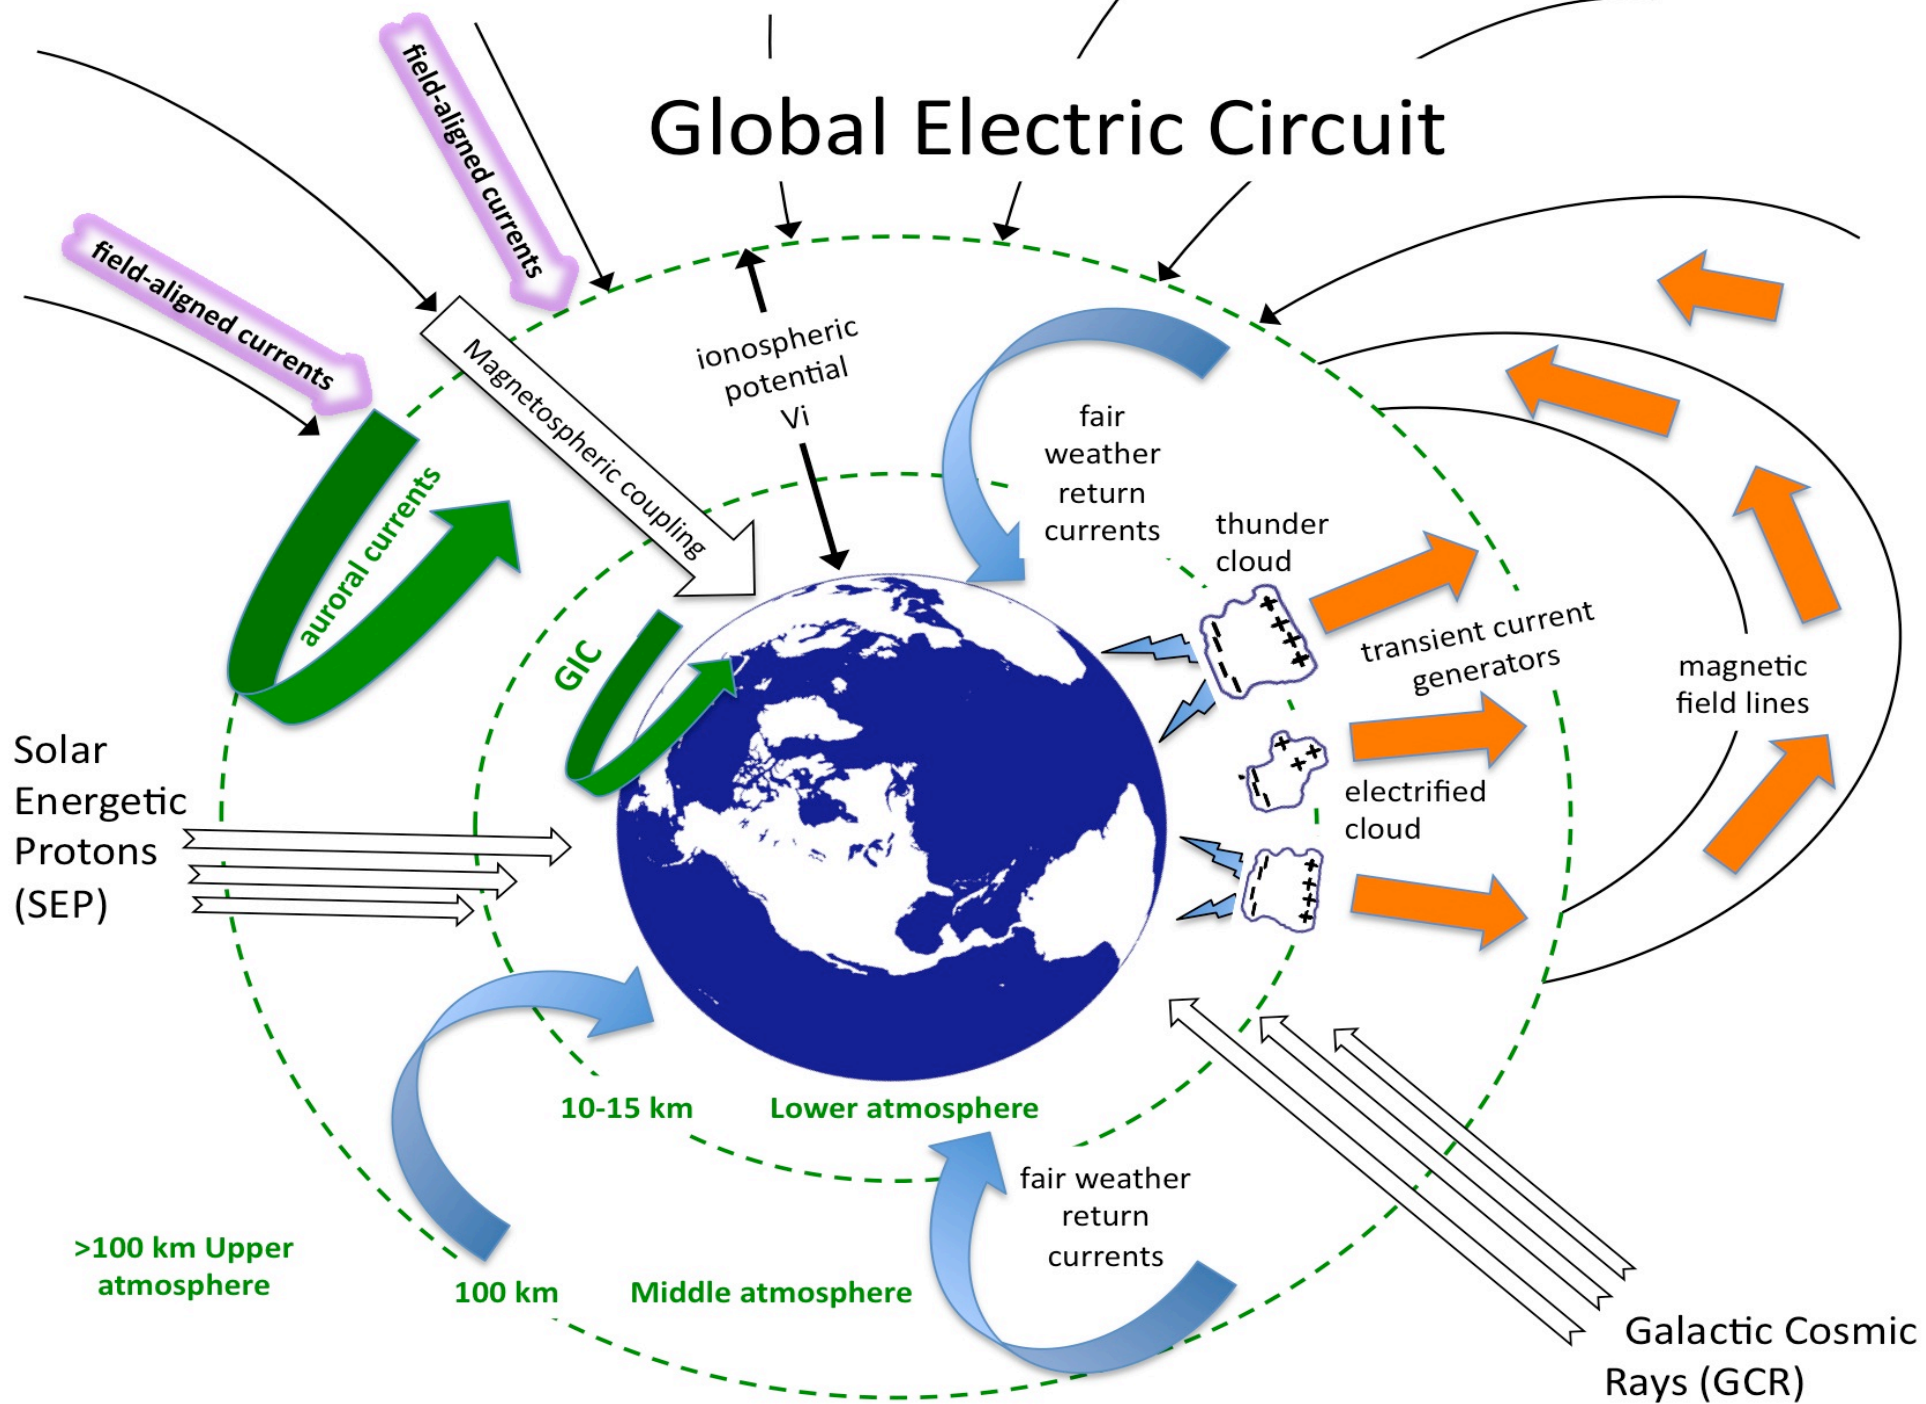 Global Electric Circuit
field-aligned currents
field-aligned currents
Magnetospheric coupling
ionospheric
potential
Vi
fair
weather
return
currents
thunder
cloud
auroral currents
GIC
transient current
generators
magnetic
field lines
Solar
Energetic
Protons
(SEP)
electrified
cloud
10-15 km
Lower atmosphere
fair weather
return
currents
>100 km Upper
atmosphere
100 km
Middle atmosphere
Galactic Cosmic
Rays (GCR)